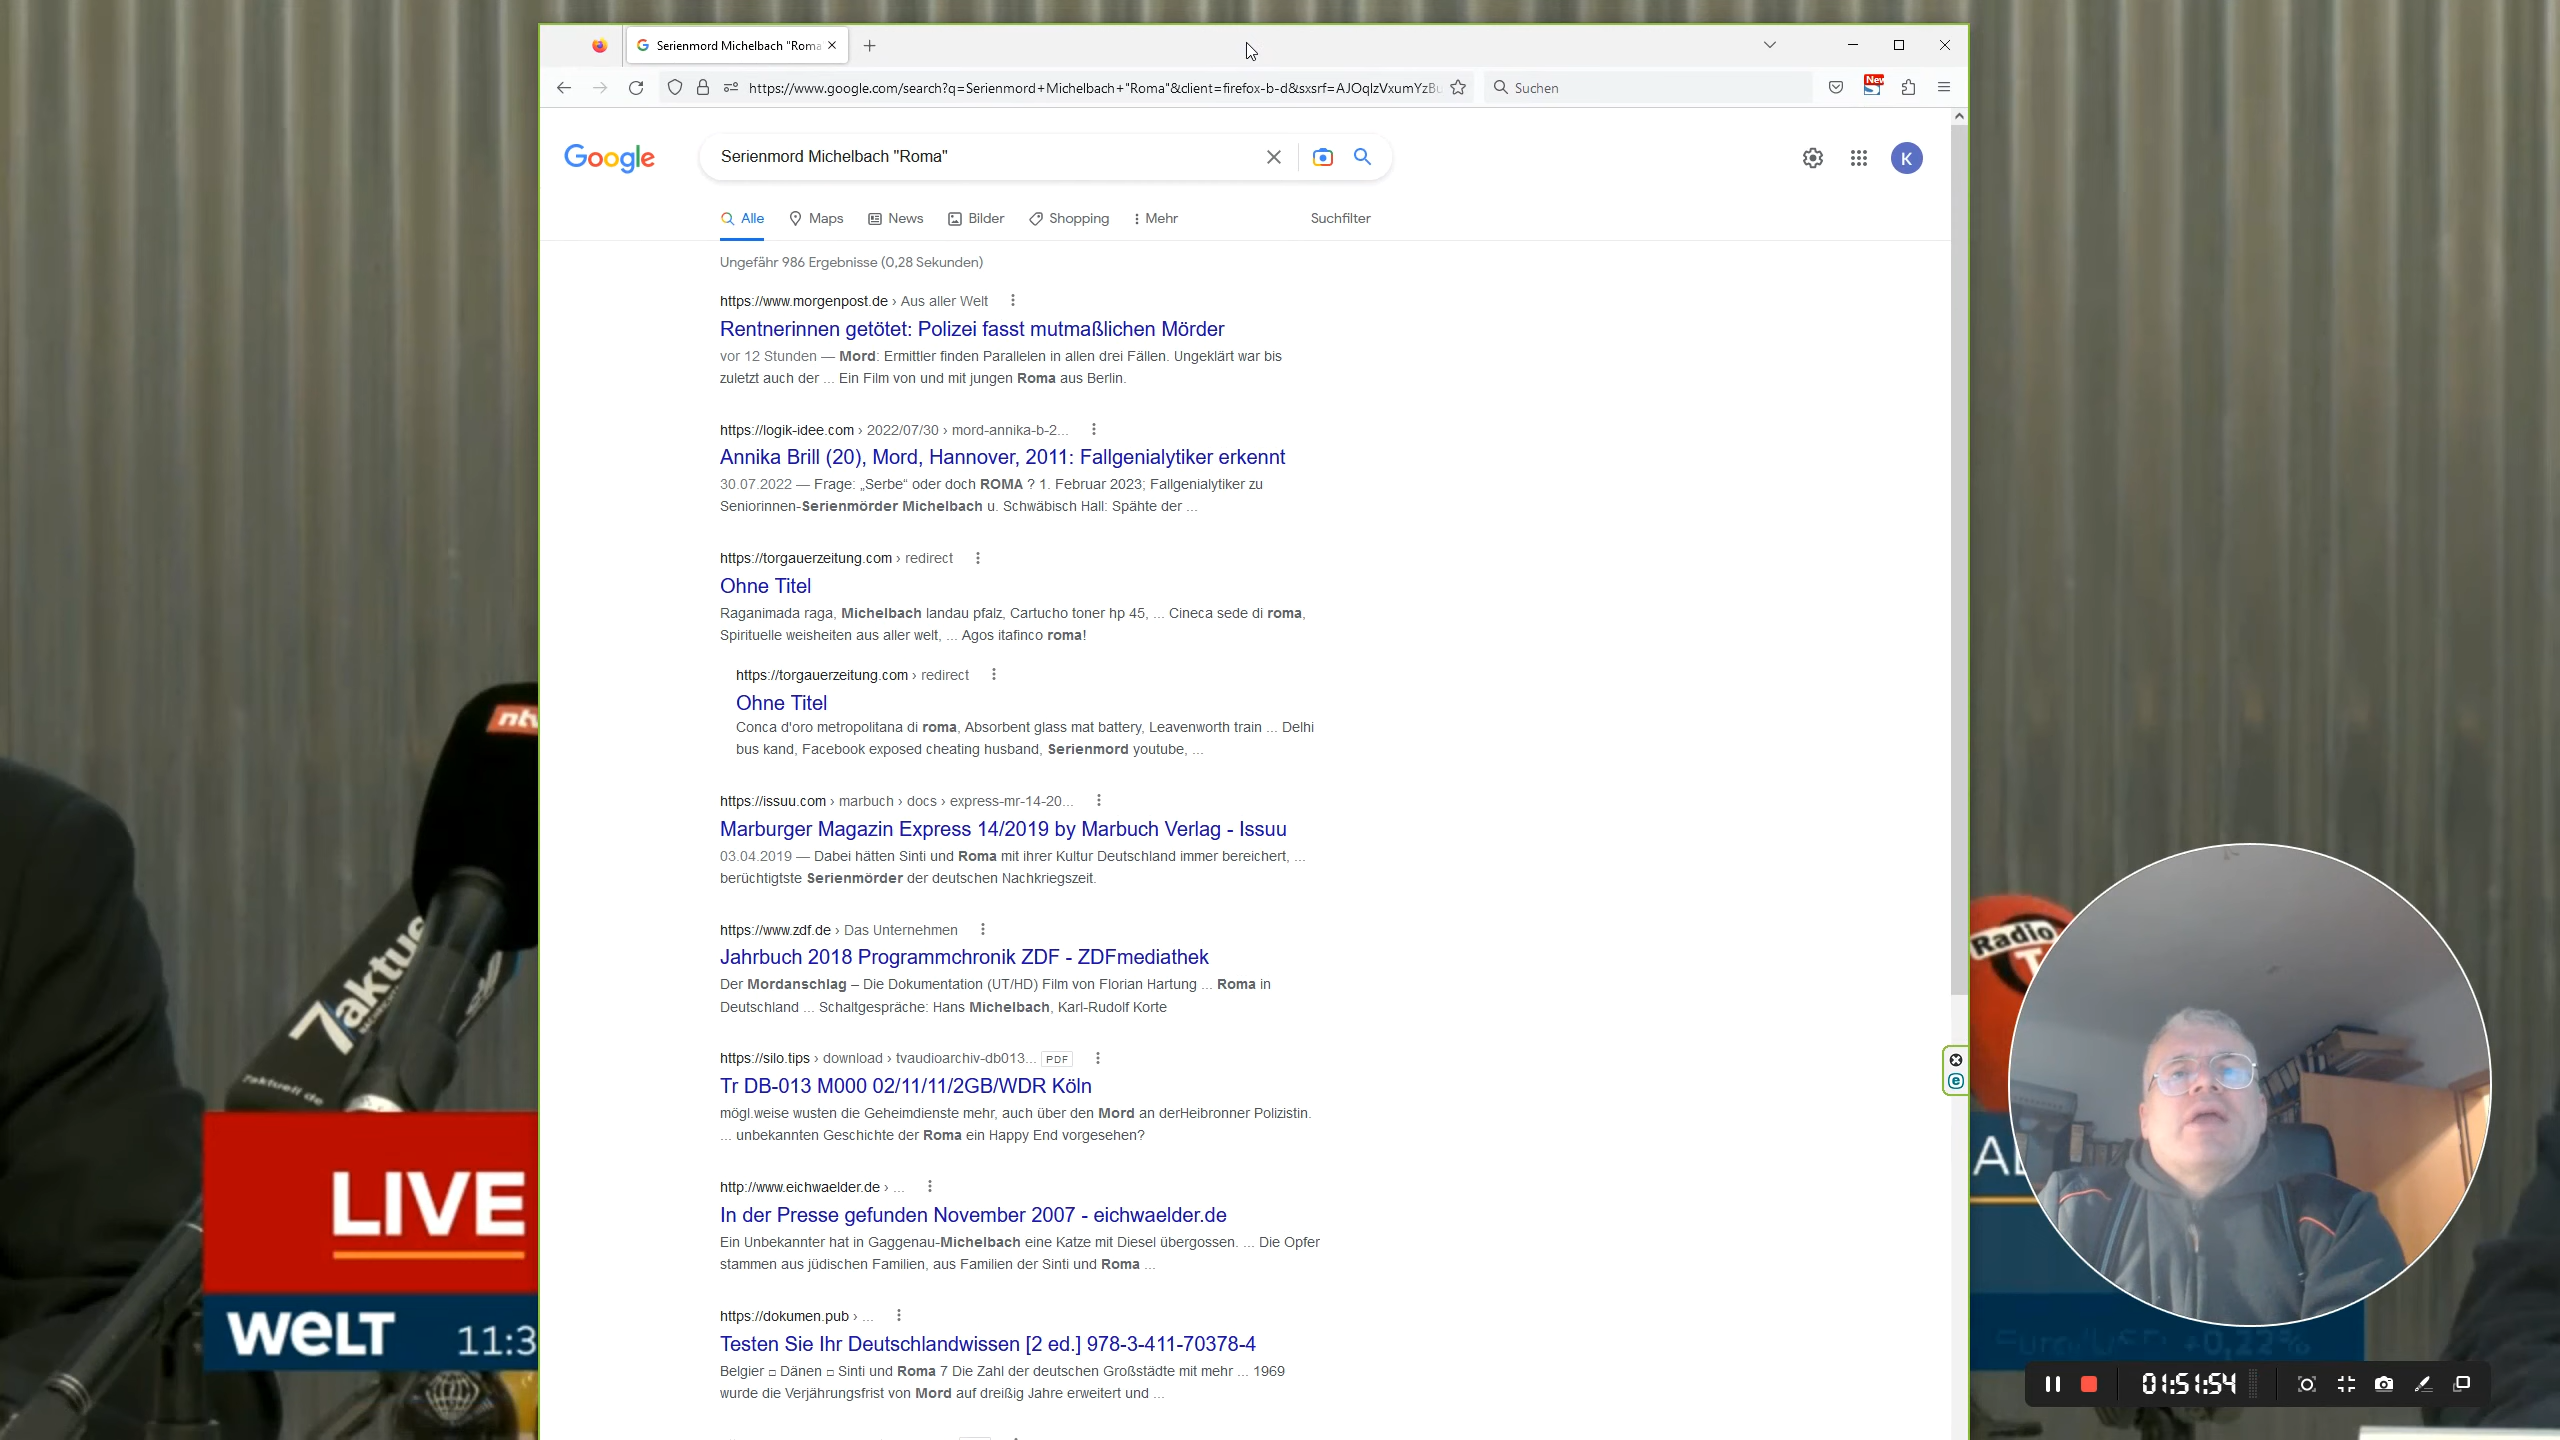 Serienmord Michelbach "Roma
https://www.google.com/search?q=Serienmord+Michelbach+"Roma"&client=firefox-b-d&sxsrf=AJOqlzVxumYzBu
Suchen
New
Google
Serienmord Michelbach "Roma"
K
Alle
Maps
News
Bilder
Shopping
Mehr
Suchfilter
Ungefähr 986 Ergebnisse (0,28 Sekunden)
https://www.morgenpost.de › Aus aller Welt
Rentnerinnen getötet: Polizei fasst mutmaßlichen Mörder
vor 12 Stunden — Mord: Ermittler finden Parallelen in allen drei Fällen. Ungeklärt war bis
zuletzt auch der ... Ein Film von und mit jungen Roma aus Berlin.
https://logik-idee.com › 2022/07/30 › mord-annika-b-2...
Annika Brill (20), Mord, Hannover, 2011: Fallgenialytiker erkennt
30.07.2022 — Frage: „Serbe“ oder doch ROMA ? 1. Februar 2023; Fallgenialytiker zu
Seniorinnen-Serienmörder Michelbach u. Schwäbisch Hall: Spähte der ...
https://torgauerzeitung.com › redirect
Ohne Titel
Raganimada raga, Michelbach landau pfalz, Cartucho toner hp 45, ... Cineca sede di roma,
Spirituelle weisheiten aus aller welt, ... Agos itafinco roma!
https://torgauerzeitung.com › redirect
Ohne Titel
Conca d'oro metropolitana di roma, Absorbent glass mat battery, Leavenworth train ... Delhi
bus kand, Facebook exposed cheating husband, Serienmord youtube, ...
https://issuu.com › marbuch › docs › express-mr-14-20...
Marburger Magazin Express 14/2019 by Marbuch Verlag - Issuu
03.04.2019 — Dabei hätten Sinti und Roma mit ihrer Kultur Deutschland immer bereichert, ...
berüchtigtste Serienmörder der deutschen Nachkriegszeit.
https://www.zdf.de › Das Unternehmen
Jahrbuch 2018 Programmchronik ZDF - ZDFmediathek
Der Mordanschlag – Die Dokumentation (UT/HD) Film von Florian Hartung ... Roma in
Deutschland ... Schaltgespräche: Hans Michelbach, Karl-Rudolf Korte
https://silo.tips › download › tvaudioarchiv-db013... PDF
Tr DB-013 M000 02/11/11/2GB/WDR Köln
mögl.weise wusten die Geheimdienste mehr, auch über den Mord an derHeibronner Polizistin.
... unbekannten Geschichte der Roma ein Happy End vorgesehen?
http://www.eichwaelder.de › ...
In der Presse gefunden November 2007 - eichwaelder.de
Ein Unbekannter hat in Gaggenau-Michelbach eine Katze mit Diesel übergossen. ... Die Opfer
stammen aus jüdischen Familien, aus Familien der Sinti und Roma ...
https://dokumen.pub › ...
Testen Sie Ihr Deutschlandwissen [2 ed.] 978-3-411-70378-4
Belgier □ Dänen □ Sinti und Roma 7 Die Zahl der deutschen Großstädte mit mehr ... 1969
wurde die Verjährungsfrist von Mord auf dreißig Jahre erweitert und ...
ntv
7aktue
7aktuell.de
LIVE
WELT 11:3
Radio
T
+0,22%
01:51:54